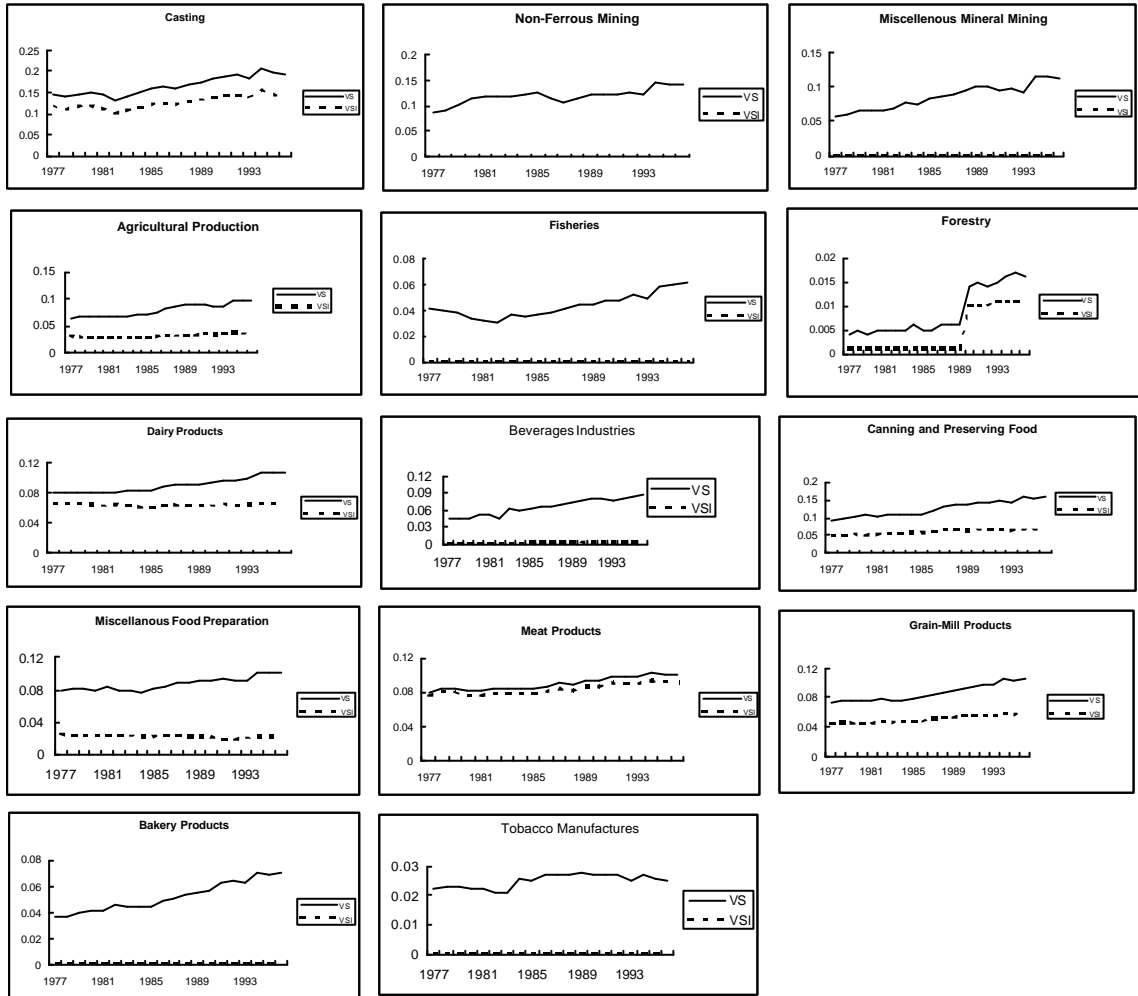 Casting
0.25
0.2
0.15
0.1
0.05
0
1977 1981 1985 1989 1993
VS
VSI
Non-Ferrous Mining
0.2
0.15
0.1
0.05
0
1977 1981 1985 1989 1993
VS
VSI
Miscellenous Mineral Mining
0.15
0.1
0.05
0
1977 1981 1985 1989 1993
VS
VSI
Agricultural Production
0.15
0.1
0.05
0
1977 1981 1985 1989 1993
VS
VSI
Fisheries
0.08
0.06
0.04
0.02
0
1977 1981 1985 1989 1993
VS
VSI
Forestry
0.02
0.015
0.01
0.005
0
1977 1981 1985 1989 1993
VS
VSI
Dairy Products
0.12
0.08
0.04
0
1977 1981 1985 1989 1993
VS
VSI
Beverages Industries
0.12
0.09
0.06
0.03
0
1977 1981 1985 1989 1993
VS
VSI
Canning and Preserving Food
0.2
0.15
0.1
0.05
0
1977 1981 1985 1989 1993
VS
VSI
Miscellanous Food Preparation
0.12
0.08
0.04
0
1977 1981 1985 1989 1993
VS
VSI
Meat Products
0.12
0.08
0.04
0
1977 1981 1985 1989 1993
VS
VSI
Grain-Mill Products
0.12
0.08
0.04
0
1977 1981 1985 1989 1993
VS
VSI
Bakery Products
0.08
0.06
0.04
0.02
0
1977 1981 1985 1989 1993
VS
VSI
Tobacco Manufactures
0.03
0.02
0.01
0
1977 1981 1985 1989 1993
VS
VSI